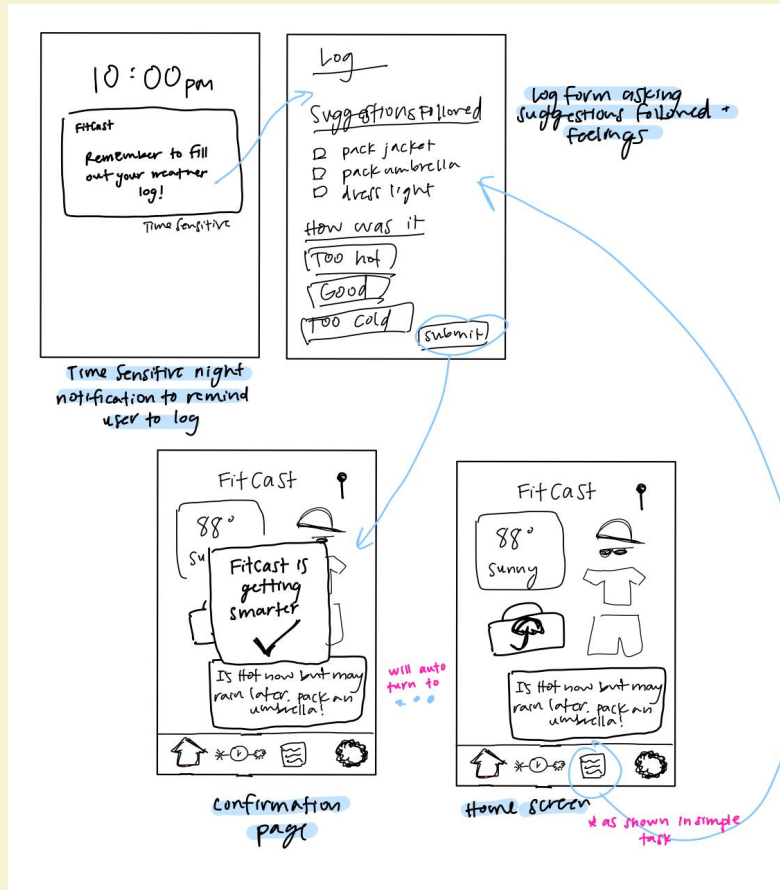 10:00pm
FitCast
Remember to fill
out your weather
log!
Time Sensitive
Time Sensitive night
notification to remind
user to log
Log
Suggestions Followed
pack jacket
pack umbrella
dress light
How was it
Too hot
Good
Too cold
submit
Log form asking
suggestions followed +
feelings
FitCast
88°
su
FitCast is
getting
smarter
Is Hot now but may
rain later. pack an
umbrella!
confirmation
page
will auto
turn to
...
FitCast
88°
sunny
Is Hot now but may
rain later. pack an
umbrella!
Home screen
* as shown in simple
task